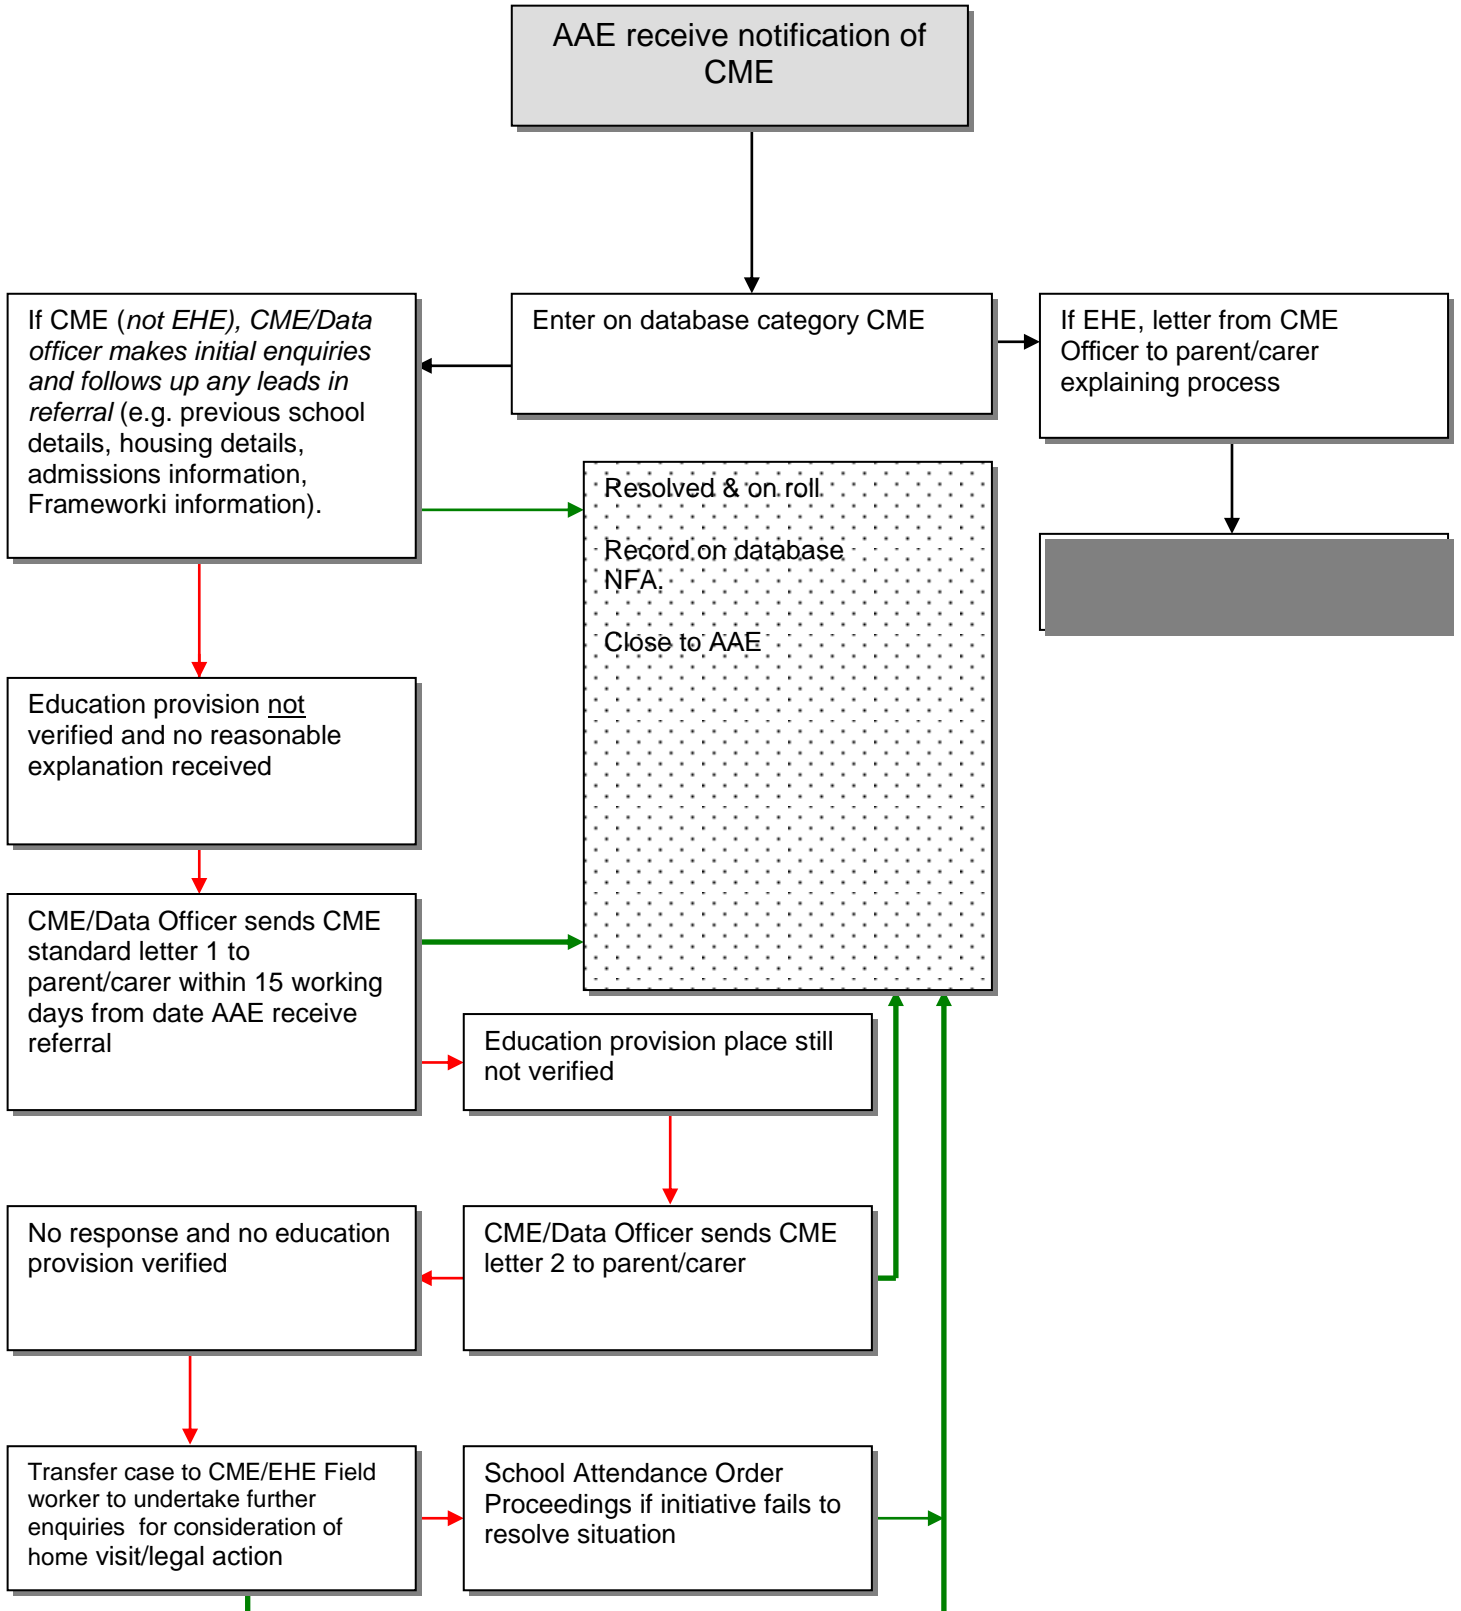 AAE receive notification of
CME
If CME (not EHE), CME/Data
officer makes initial enquiries
and follows up any leads in
referral (e.g. previous school
details, housing details,
admissions information,
Frameworki information).
Enter on database category CME
If EHE, letter from CME
Officer to parent/carer
explaining process
Resolved & on roll
Record on database
NFA.
Close to AAE
Education provision not
verified and no reasonable
explanation received
CME/Data Officer sends CME
standard letter 1 to
parent/carer within 15 working
days from date AAE receive
referral
Education provision place still
not verified
No response and no education
provision verified
CME/Data Officer sends CME
letter 2 to parent/carer
Transfer case to CME/EHE Field
worker to undertake further
enquiries  for consideration of
home visit/legal action
School Attendance Order
Proceedings if initiative fails to
resolve situation